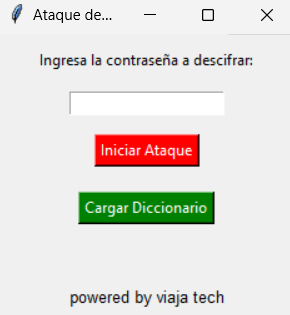 Ataque de...
Ingresa la contraseña a descifrar:
Iniciar Ataque
Cargar Diccionario
powered by viaja tech